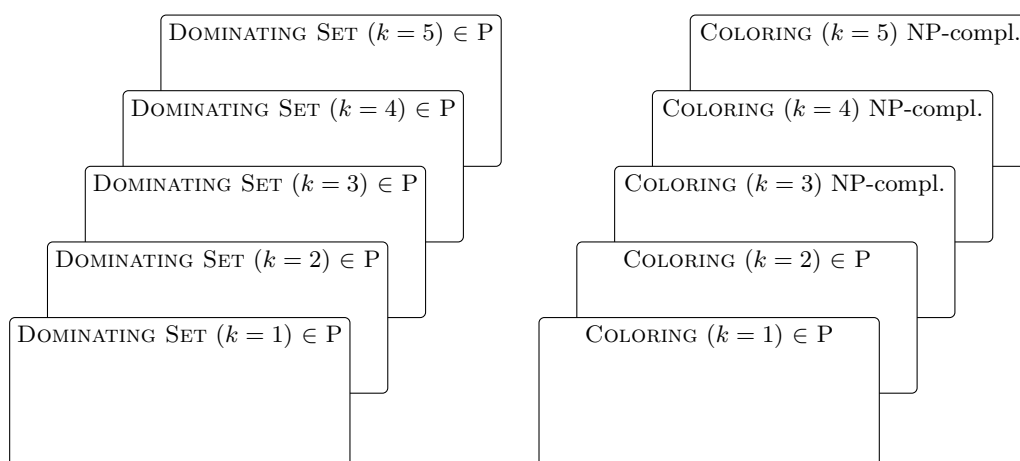 DOMINATING SET (k = 5) ∈ P
DOMINATING SET (k = 4) ∈ P
DOMINATING SET (k = 3) ∈ P
DOMINATING SET (k = 2) ∈ P
DOMINATING SET (k = 1) ∈ P
COLORING (k = 5) NP-compl.
COLORING (k = 4) NP-compl.
COLORING (k = 3) NP-compl.
COLORING (k = 2) ∈ P
COLORING (k = 1) ∈ P